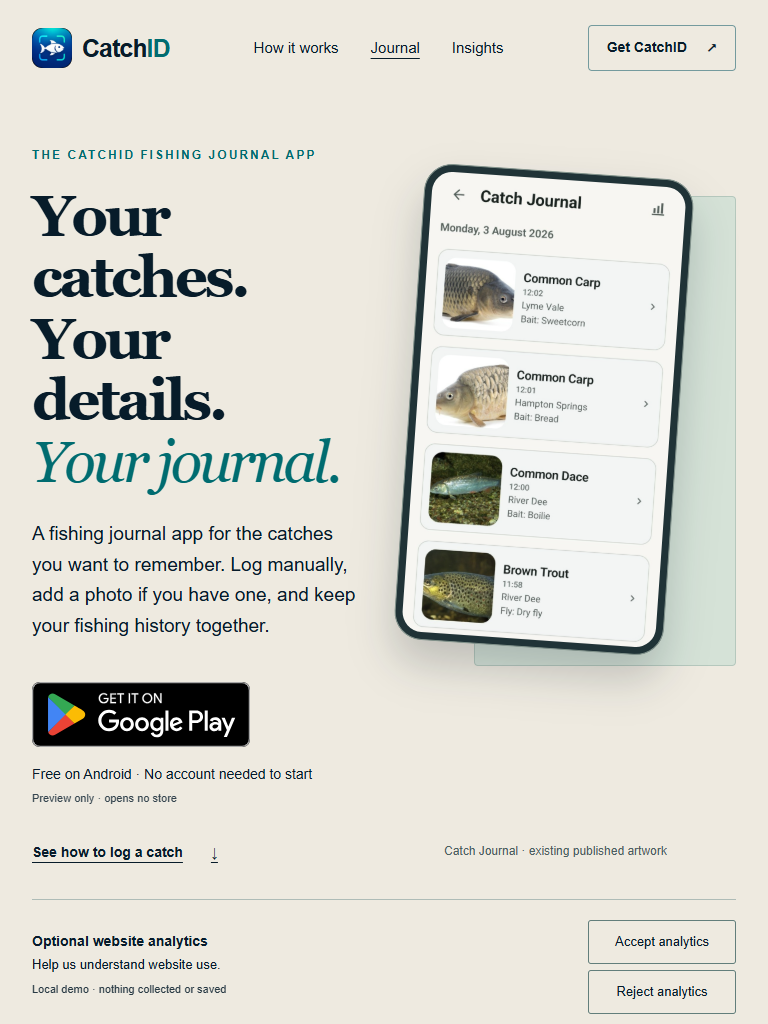 CatchID
How it works
Journal
Insights
Get CatchID ↗
THE CATCHID FISHING JOURNAL APP
Your
catches.
Your
details.
Your journal.
A fishing journal app for the catches
you want to remember. Log manually,
add a photo if you have one, and keep
your fishing history together.
GET IT ON
Google Play
Free on Android · No account needed to start
Preview only · opens no store
See how to log a catch ↓
Catch Journal
Monday, 3 August 2026
Common Carp
12:02
Lyme Vale
Bait: Sweetcorn
Common Carp
12:01
Hampton Springs
Bait: Bread
Common Dace
12:00
River Dee
Bait: Boilie
Brown Trout
11:58
River Dee
Fly: Dry fly
Catch Journal · existing published artwork
Optional website analytics
Help us understand website use.
Local demo · nothing collected or saved
Accept analytics
Reject analytics